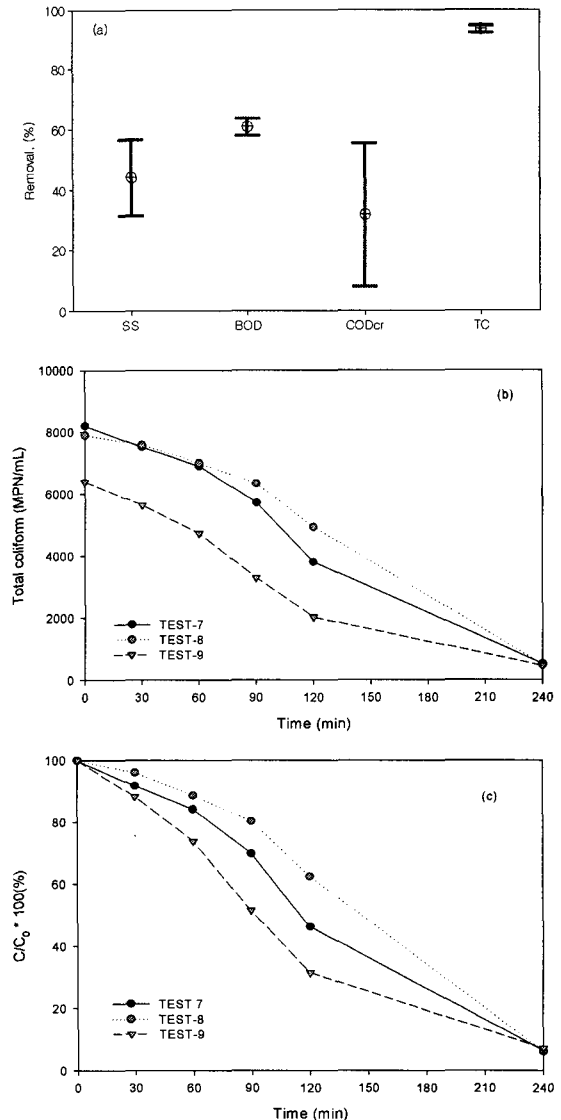 (a)
Removal. (%)
100
80
60
40
20
0
SS BOD CODcr TC
(b)
Total coliform (MPN/mL)
10000
8000
6000
4000
2000
0
TEST-7
TEST-8
TEST-9
0 30 60 90 120 150 180 210 240
Time (min)
(c)
C/C₀ * 100(%)
100
80
60
40
20
0
TEST 7
TEST-8
TEST-9
0 30 60 90 120 150 180 210 240
Time (min)